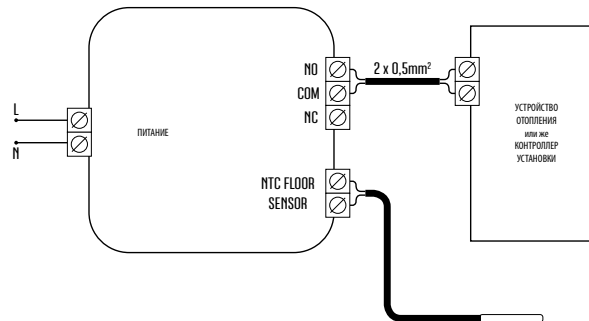 L
N
ПИТАНИЕ
NO
COM
NC
NTC FLOOR
SENSOR
2 x 0,5mm²
УСТРОЙСТВО
ОТОПЛЕНИЯ
или же
КОНТРОЛЛЕР
УСТАНОВКИ